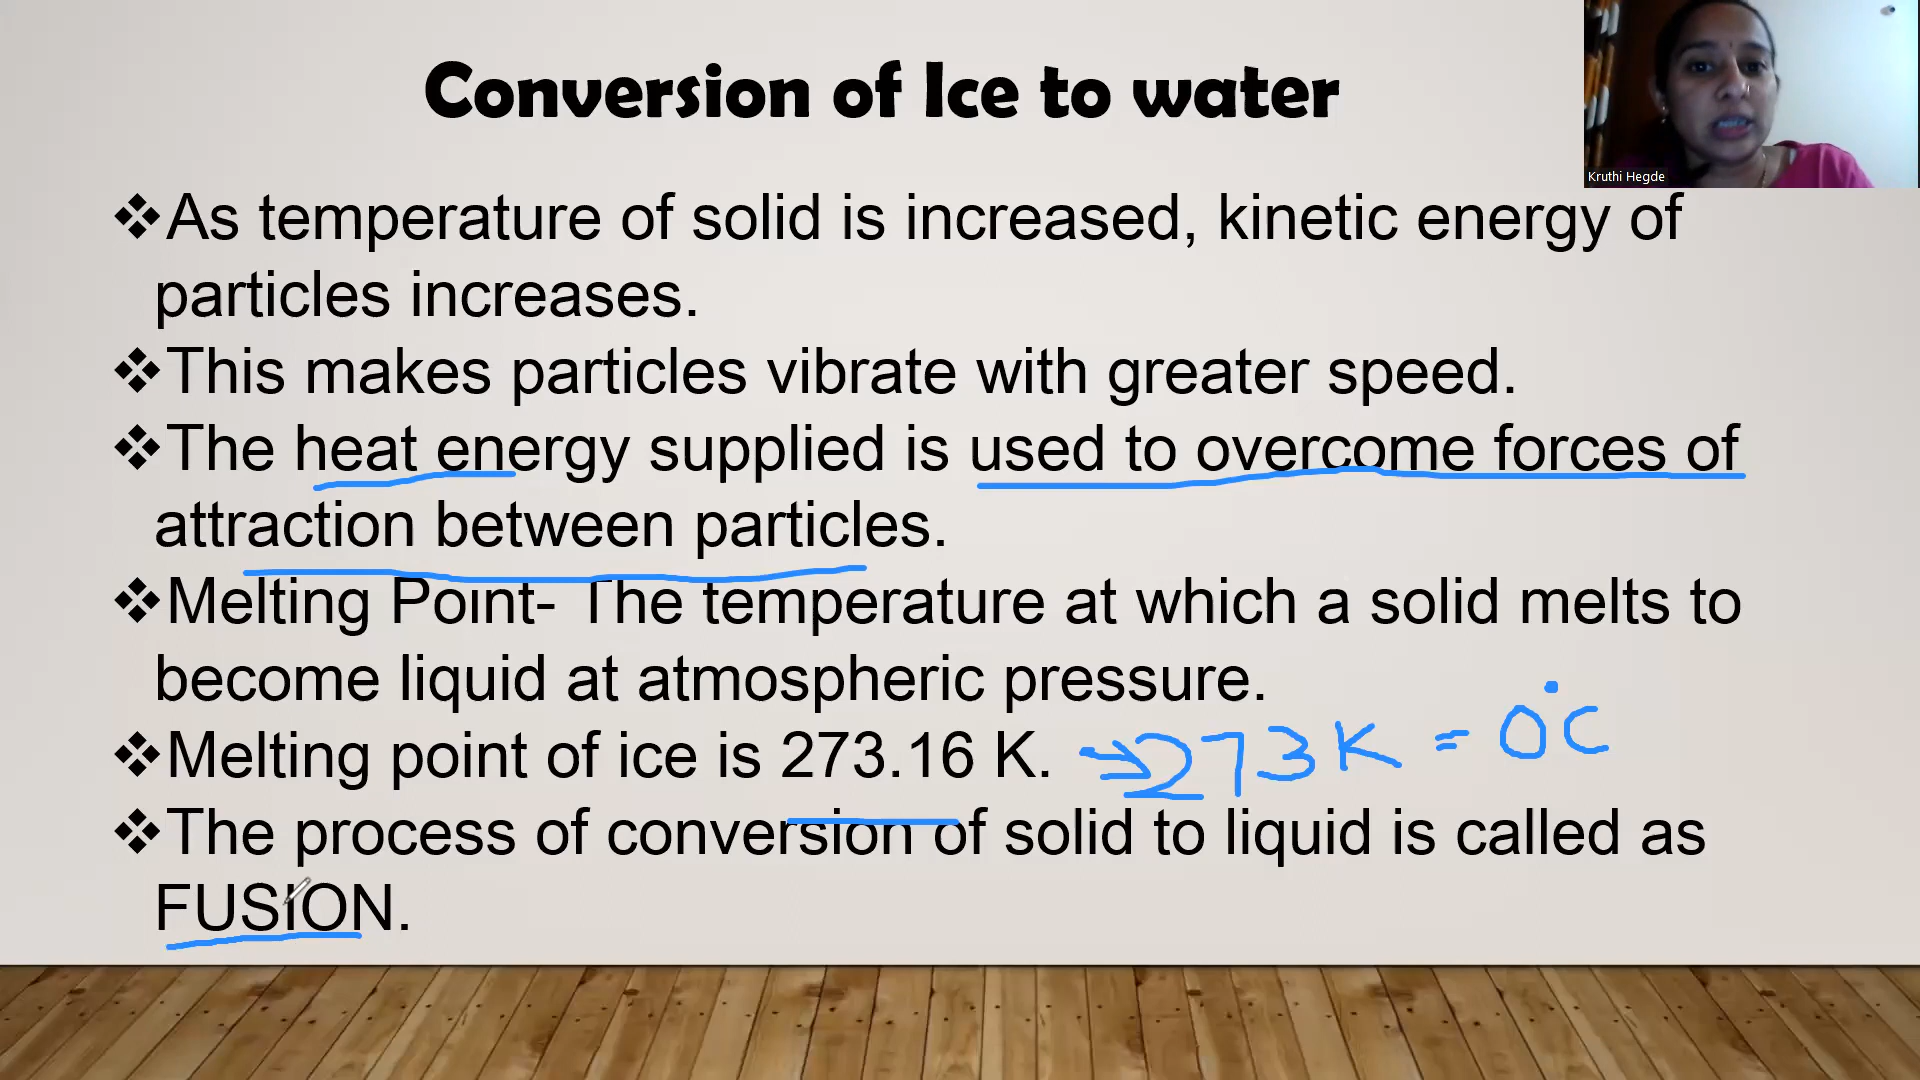 Conversion of Ice to water
Kruthi Hegde
❖As temperature of solid is increased, kinetic energy of
particles increases.
❖This makes particles vibrate with greater speed.
❖The heat energy supplied is used to overcome forces of
attraction between particles.
❖Melting Point- The temperature at which a solid melts to
become liquid at atmospheric pressure.
❖Melting point of ice is 273.16 K. → 273 K = 0°C
❖The process of conversion of solid to liquid is called as
FUSION.